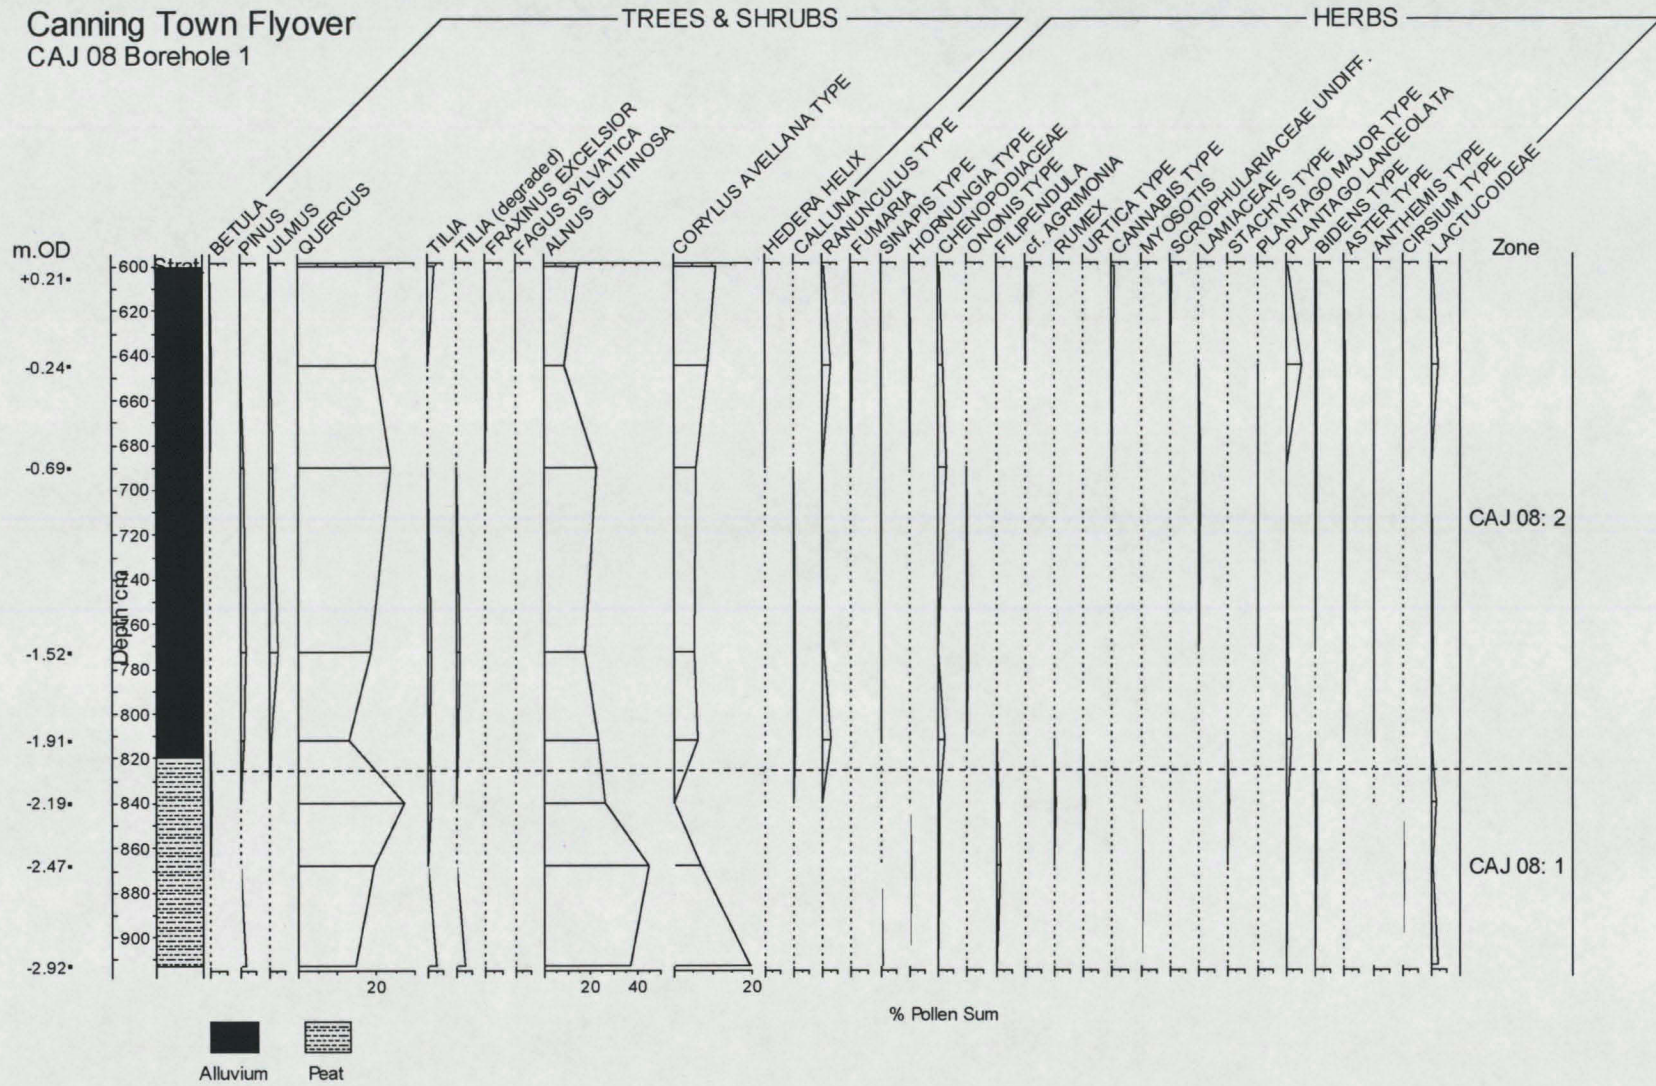 Canning Town Flyover
CAJ 08 Borehole 1
TREES & SHRUBS
HERBS
BETULA
PINUS
ULMUS
QUERCUS
TILIA
TILIA (degraded)
FRAXINUS EXCELSIOR
FAGUS SYLVATICA
ALNUS GLUTINOSA
CORYLUS AVELLANA TYPE
HEDERA HELIX
CALLUNA
RANUNCULUS TYPE
FUMARIA
SINAPIS TYPE
HORNUNGIA TYPE
CHENOPODIACEAE
ONONIS TYPE
FILIPENDULA
cf. AGRIMONIA
RUMEX
URTICA TYPE
CANNABIS TYPE
MYOSOTIS
SCROPHULARIACEAE UNDIFF.
LAMIACEAE
STACHYS TYPE
PLANTAGO MAJOR TYPE
PLANTAGO LANCEOLATA
BIDENS TYPE
ASTER TYPE
ANTHEMIS TYPE
CIRSIUM TYPE
LACTUCOIDEAE
m.OD
Strat
Zone
+0.21
-0.24
-0.69
-1.52
-1.91
-2.19
-2.47
-2.92
Depth cm
600
620
640
660
680
700
720
740
760
780
800
820
840
860
880
900
CAJ 08: 2
CAJ 08: 1
20
20 40
20
% Pollen Sum
Alluvium
Peat